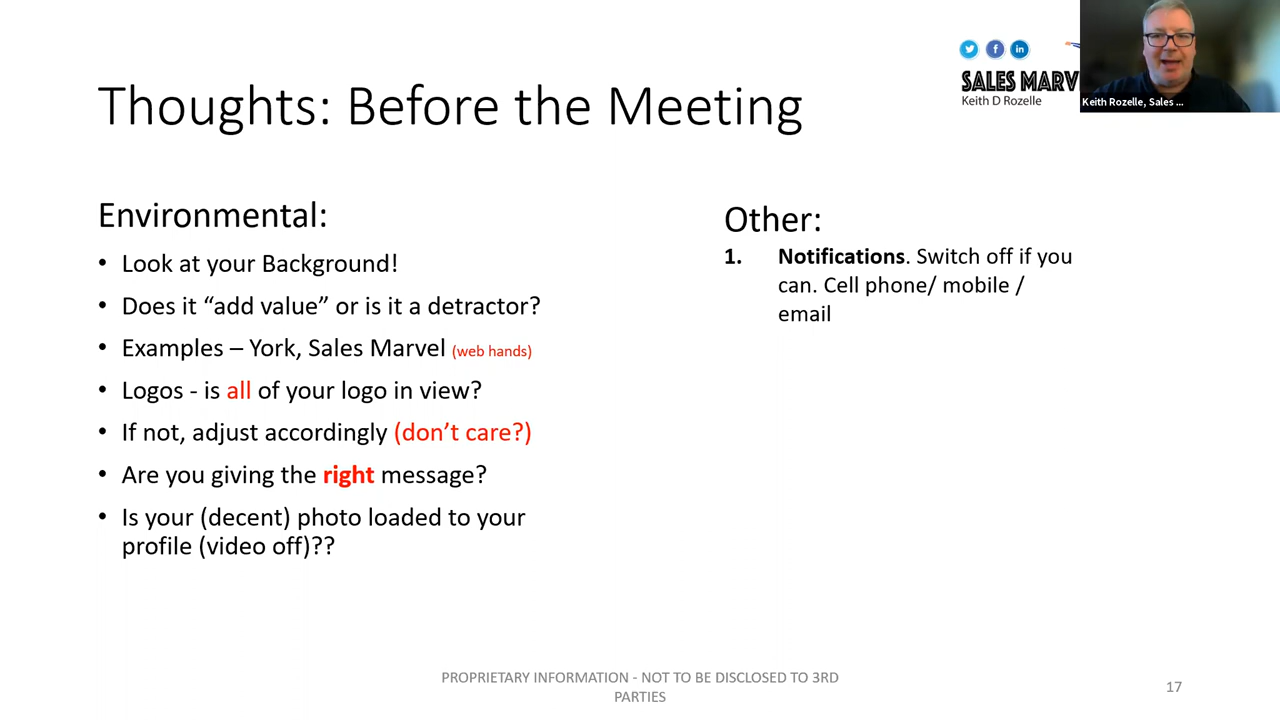 Thoughts: Before the Meeting
SALES MARV
Keith D Rozelle
Keith Rozelle, Sales ...
Environmental:
• Look at your Background!
• Does it “add value” or is it a detractor?
• Examples – York, Sales Marvel (web hands)
• Logos - is all of your logo in view?
• If not, adjust accordingly (don’t care?)
• Are you giving the right message?
• Is your (decent) photo loaded to your
profile (video off)??
Other:
1. Notifications. Switch off if you
can. Cell phone/ mobile /
email
PROPRIETARY INFORMATION - NOT TO BE DISCLOSED TO 3RD
PARTIES
17